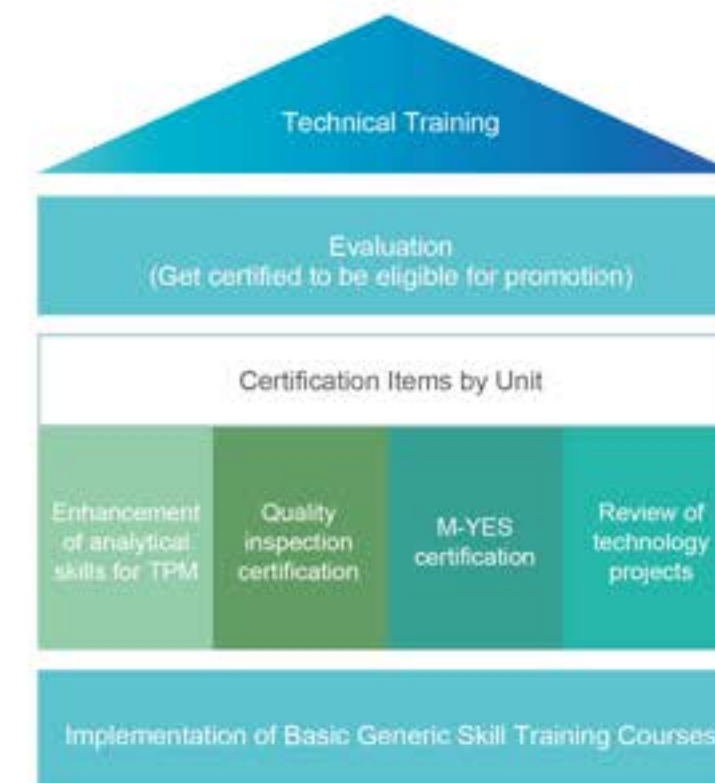 Technical Training
Evaluation
(Get certified to be eligible for promotion)
Certification Items by Unit
Enhancement
of analytical
skills for TPM
Quality
inspection
certification
M-YES
certification
Review of
technology
projects
Implementation of Basic Generic Skill Training Courses